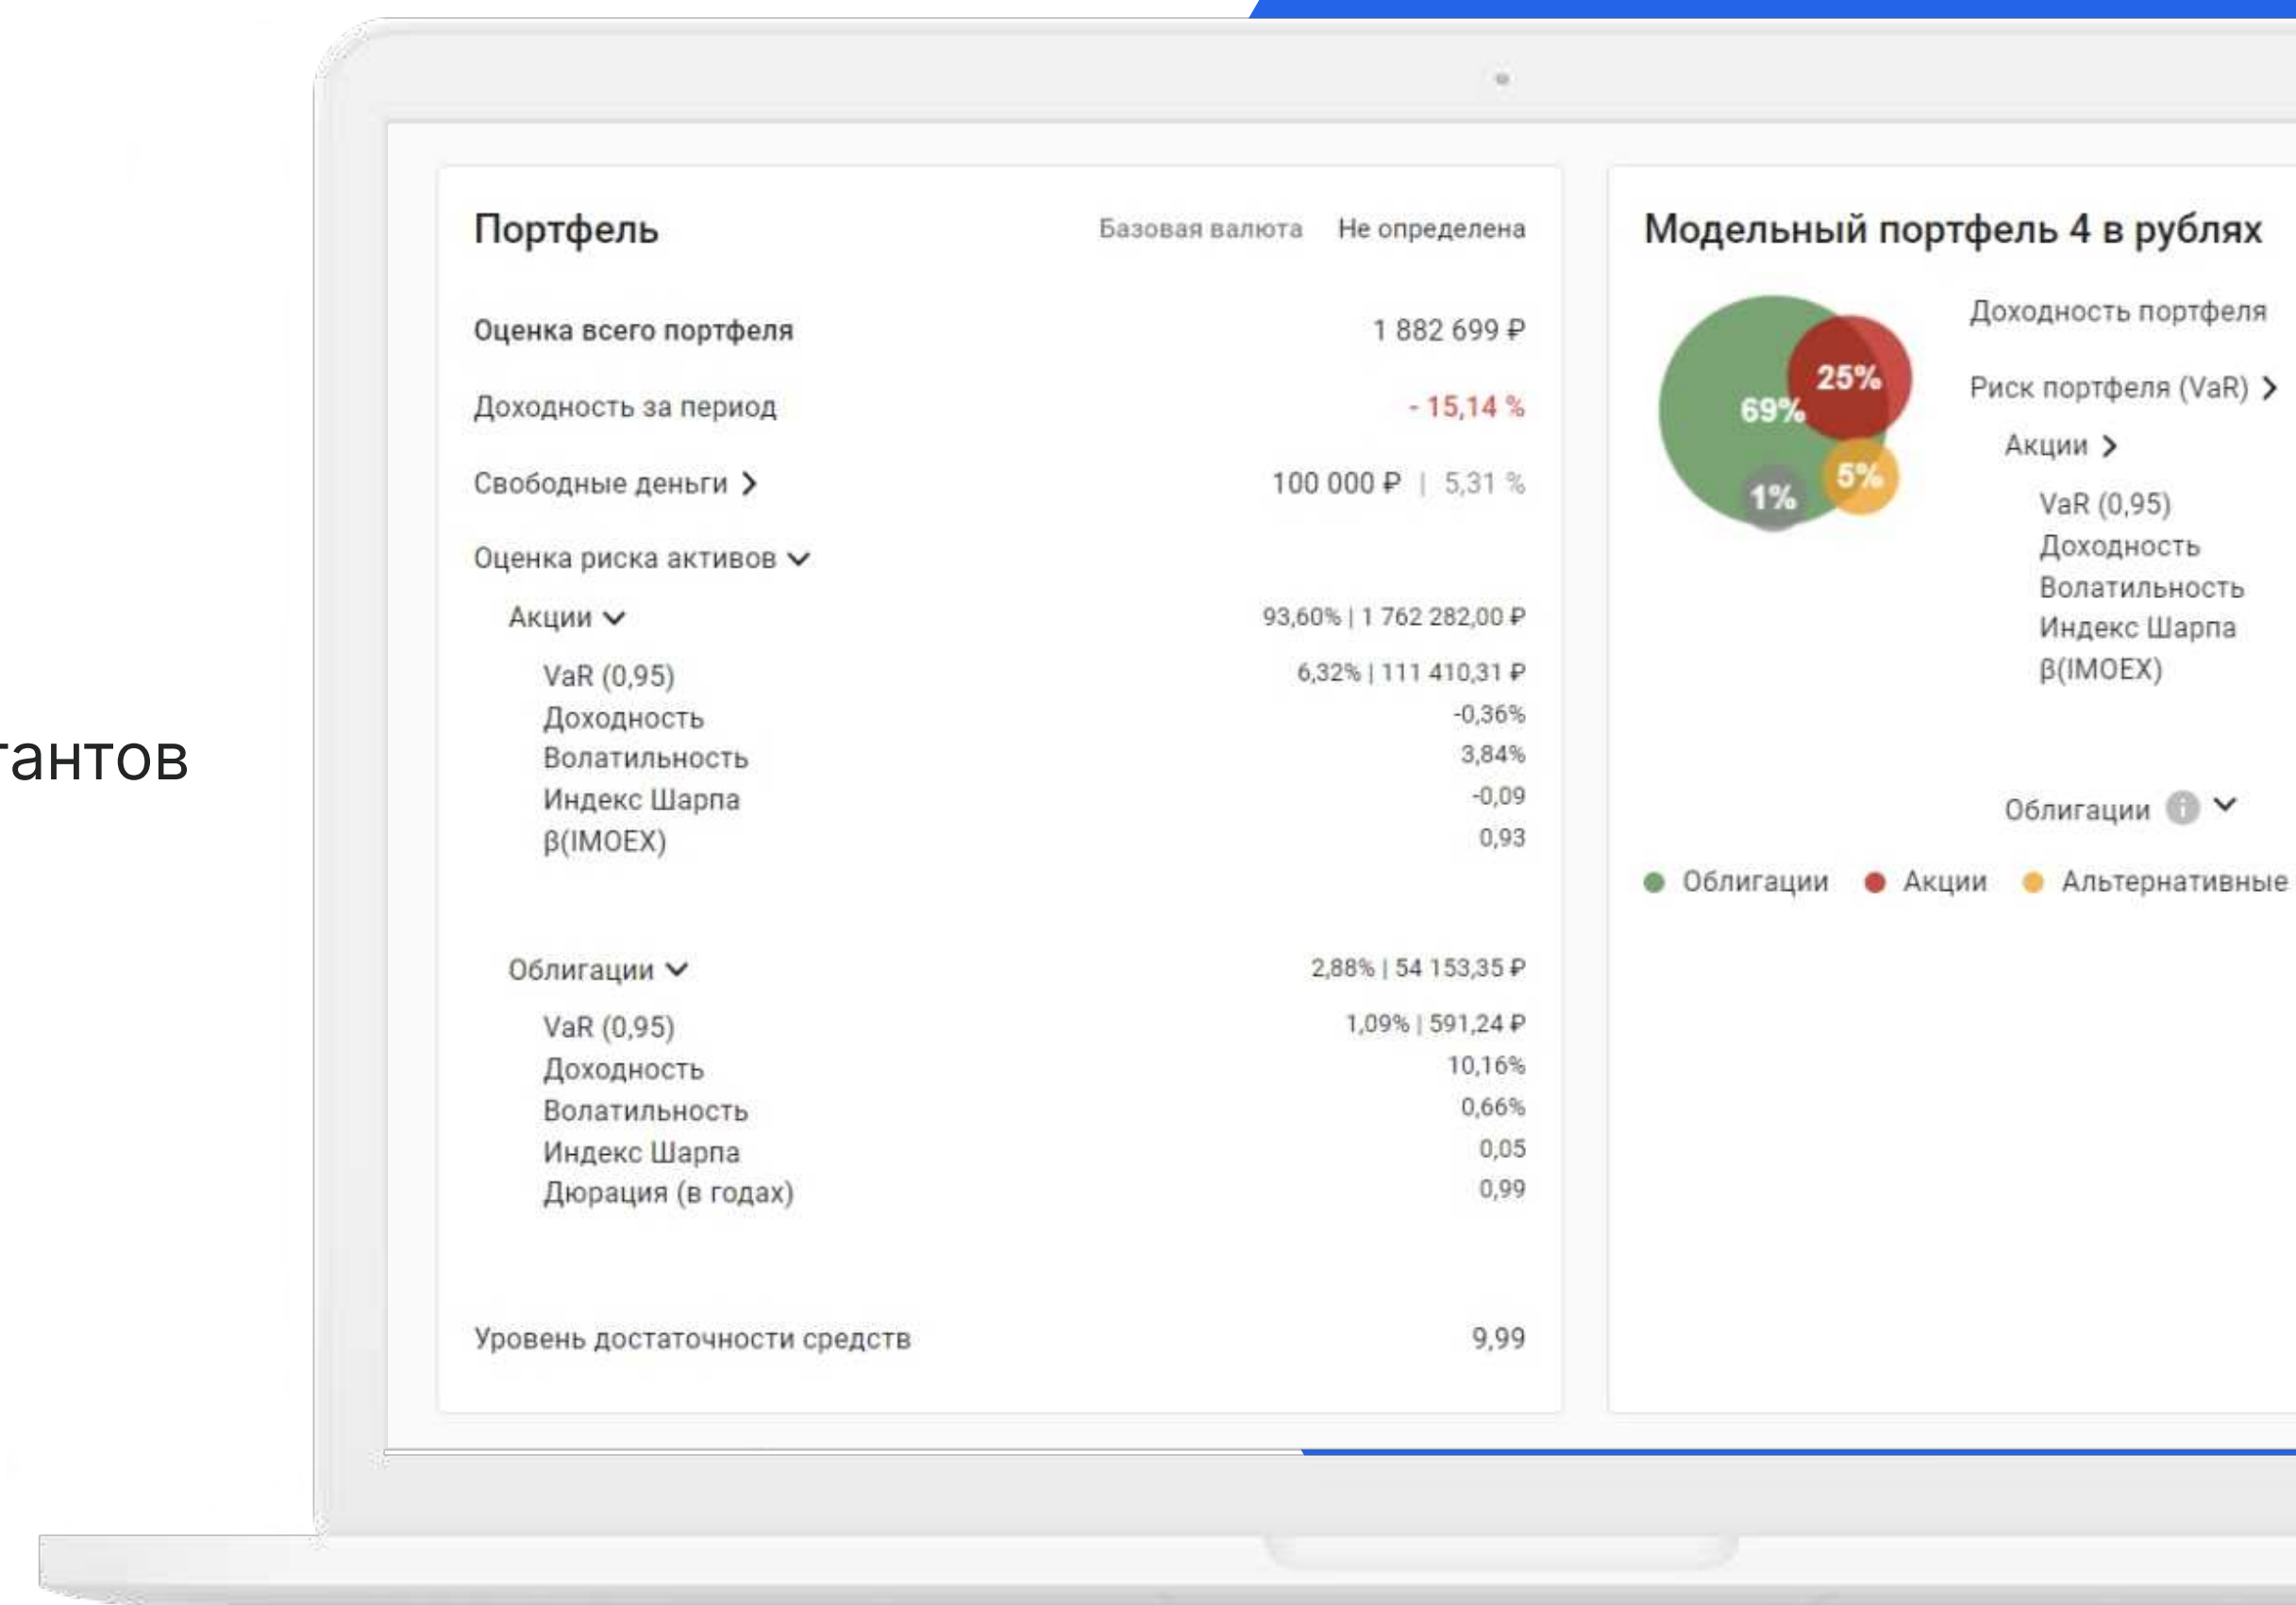 тантов
Портфель
Базовая валюта Не определена
Оценка всего портфеля 1 882 699 ₽
Доходность за период - 15,14 %
Свободные деньги 100 000 ₽ | 5,31 %
Оценка риска активов
Акции 93,60% | 1 762 282,00 ₽
VaR (0,95) 6,32% | 111 410,31 ₽
Доходность -0,36%
Волатильность 3,84%
Индекс Шарпа -0,09
β(IMOEX) 0,93
Облигации 2,88% | 54 153,35 ₽
VaR (0,95) 1,09% | 591,24 ₽
Доходность 10,16%
Волатильность 0,66%
Индекс Шарпа 0,05
Дюрация (в годах) 0,99
Уровень достаточности средств 9,99
Модельный портфель 4 в рублях
69%
25%
5%
1%
Доходность портфеля
Риск портфеля (VaR)
Акции
VaR (0,95)
Доходность
Волатильность
Индекс Шарпа
β(IMOEX)
Облигации
Облигации Акции Альтернативные